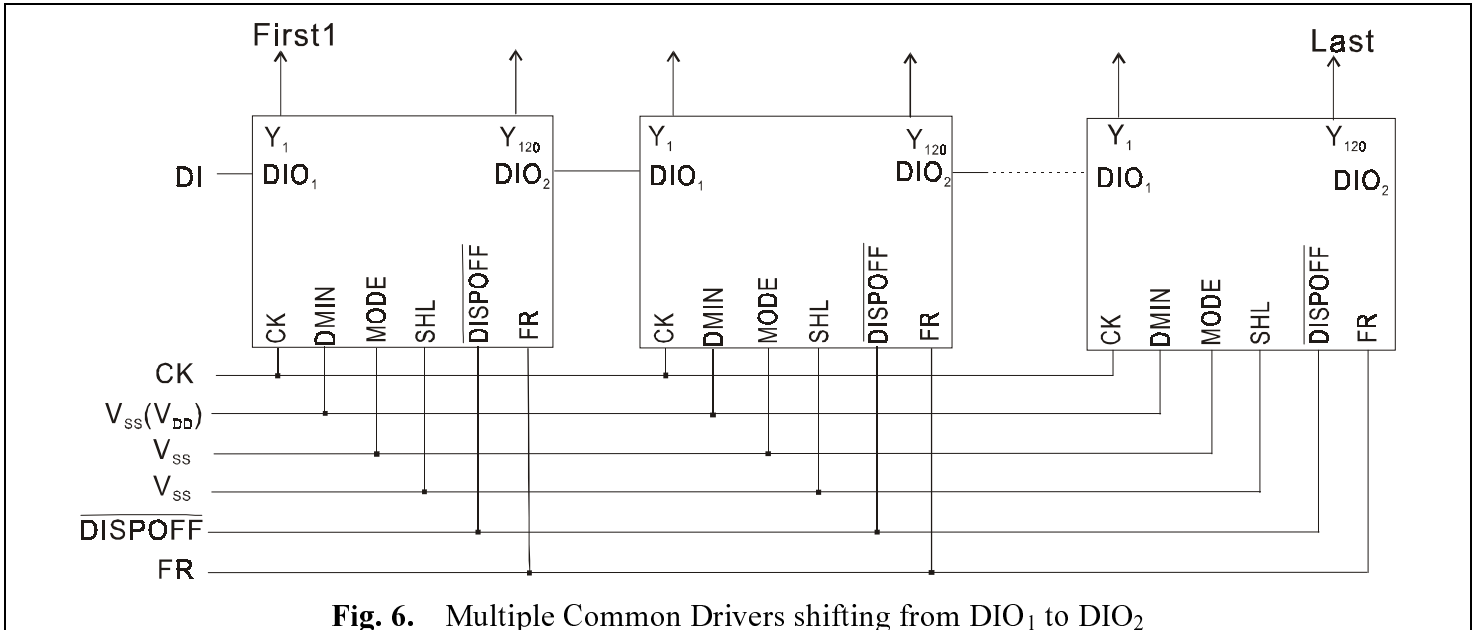 First1 Last
Y₁ Y₁₂₀ Y₁ Y₁₂₀ Y₁ Y₁₂₀
DI DIO₁ DIO₂ DIO₁ DIO₂ DIO₁ DIO₂
CK DMIN MODE SHL DISPOFF FR CK DMIN MODE SHL DISPOFF FR CK DMIN MODE SHL DISPOFF FR
CK
Vss(VDD)
Vss
Vss
DISPOFF
FR
Fig. 6. Multiple Common Drivers shifting from DIO₁ to DIO₂